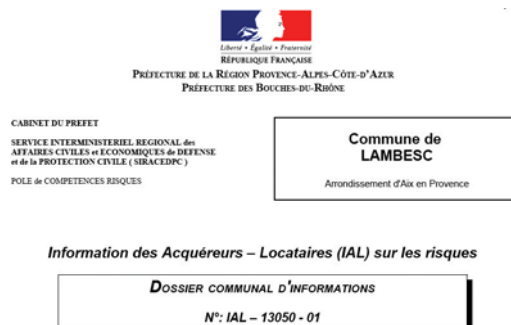 Liberté • Égalité • Fraternité
RÉPUBLIQUE FRANÇAISE
PRÉFECTURE DE LA RÉGION PROVENCE-ALPES-CÔTE-D'AZUR
PRÉFECTURE DES BOUCHES-DU-RHÔNE
CABINET DU PREFET
SERVICE INTERMINISTERIEL REGIONAL des
AFFAIRES CIVILES et ECONOMIQUES de DEFENSE
et de la PROTECTION CIVILE ( SIRACEDPC )
POLE de COMPETENCES RISQUES
Commune de
LAMBESC
Arrondissement d'Aix en Provence
Information des Acquéreurs – Locataires (IAL) sur les risques
DOSSIER COMMUNAL D'INFORMATIONS
N°: IAL – 13050 - 01